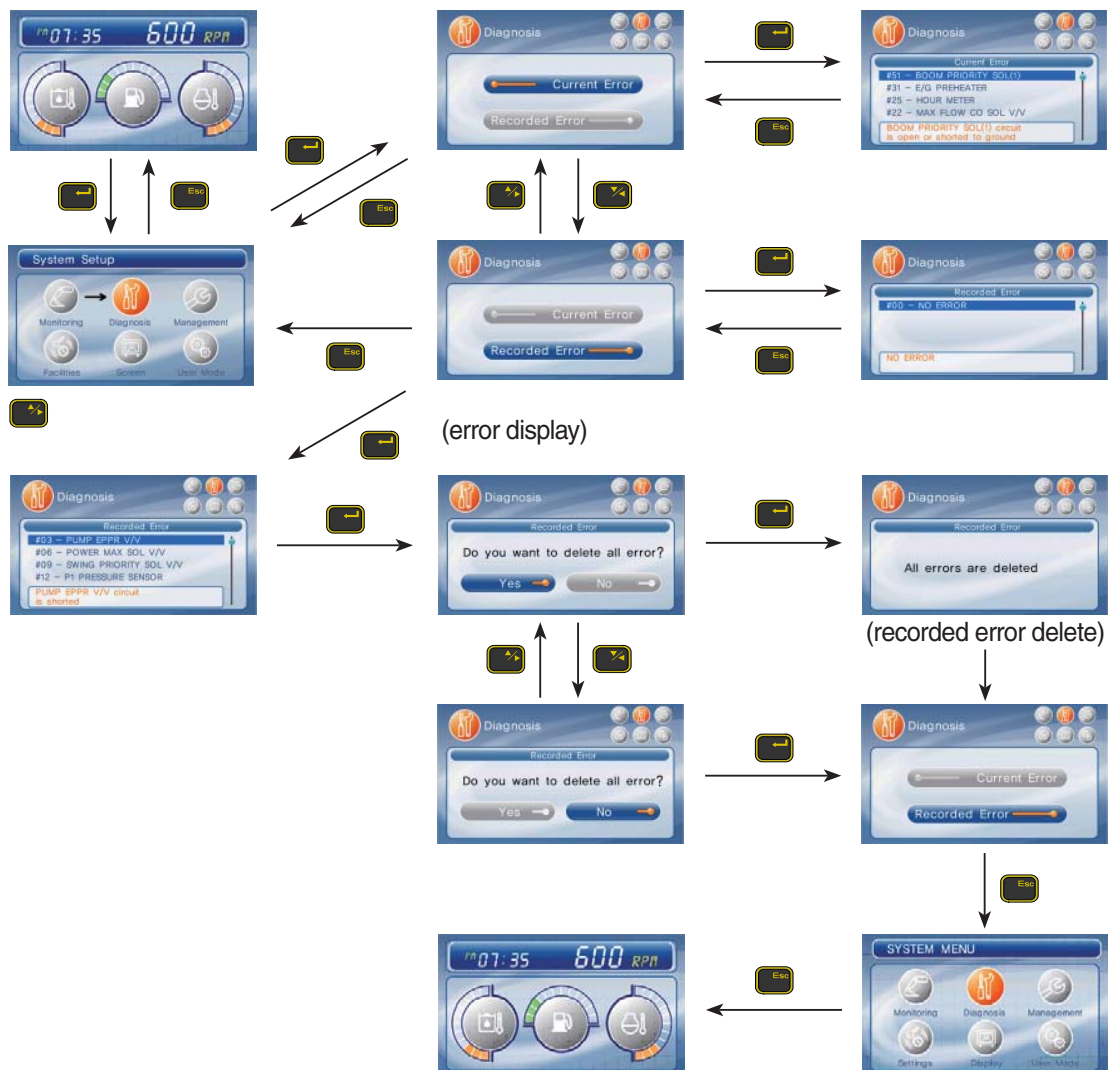 PM 07:35 600 RPM
Diagnosis
Current Error
Recorded Error
Diagnosis
Current Error
#51 - BOOM PRIORITY SOL(1)
#31 - E/G PREHEATER
#25 - HOUR METER
#22 - MAX FLOW CO SOL V/V
BOOM PRIORITY SOL(1) circuit
is open or shorted to ground
Esc
Esc
Esc
System Setup
Monitoring Diagnosis Management
Facilities Screen User Mode
Diagnosis
Current Error
Recorded Error
Diagnosis
Recorded Error
#00 - NO ERROR
NO ERROR
Esc
Esc
(error display)
Diagnosis
Recorded Error
#03 - PUMP EPPR V/V
#06 - POWER MAX SOL V/V
#09 - SWING PRIORITY SOL V/V
#12 - P1 PRESSURE SENSOR
PUMP EPPR V/V circuit
is shorted
Diagnosis
Recorded Error
Do you want to delete all error?
Yes No
Diagnosis
Recorded Error
All errors are deleted
(recorded error delete)
Diagnosis
Recorded Error
Do you want to delete all error?
Yes No
Diagnosis
Current Error
Recorded Error
Esc
PM 07:35 600 RPM
Esc
SYSTEM MENU
Monitoring Diagnosis Management
Settings Display User Mode